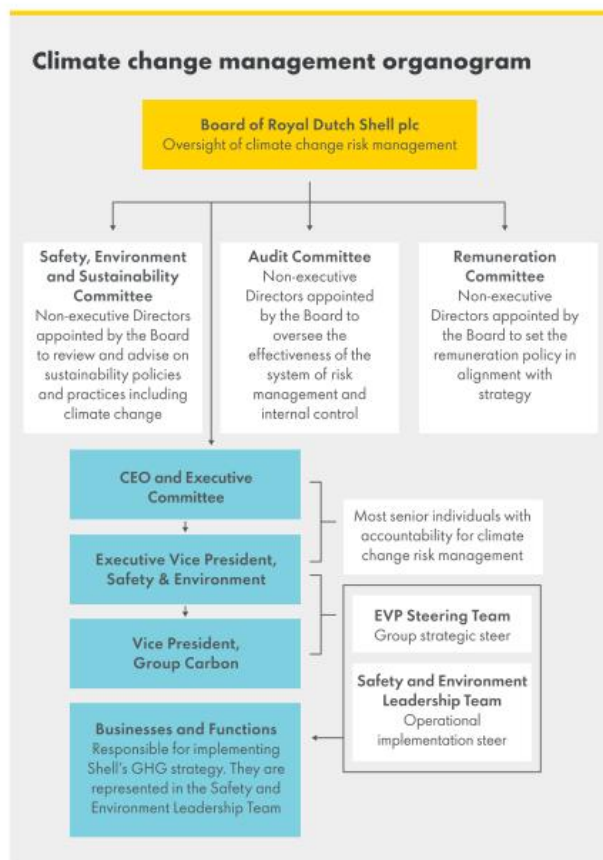 Climate change management organogram
Board of Royal Dutch Shell plc
Oversight of climate change risk management
Safety, Environment
and Sustainability
Committee
Non-executive Directors
appointed by the Board
to review and advise on
sustainability policies
and practices including
climate change
Audit Committee
Non-executive
Directors appointed
by the Board to
oversee the
effectiveness of the
system of risk
management and
internal control
Remuneration
Committee
Non-executive
Directors appointed by
the Board to set the
remuneration policy in
alignment with
strategy
CEO and Executive
Committee
Most senior individuals with
accountability for climate
change risk management
Executive Vice President,
Safety & Environment
EVP Steering Team
Group strategic steer
Vice President,
Group Carbon
Safety and Environment
Leadership Team
Operational
implementation steer
Businesses and Functions
Responsible for implementing
Shell's GHG strategy. They are
represented in the Safety and
Environment Leadership Team